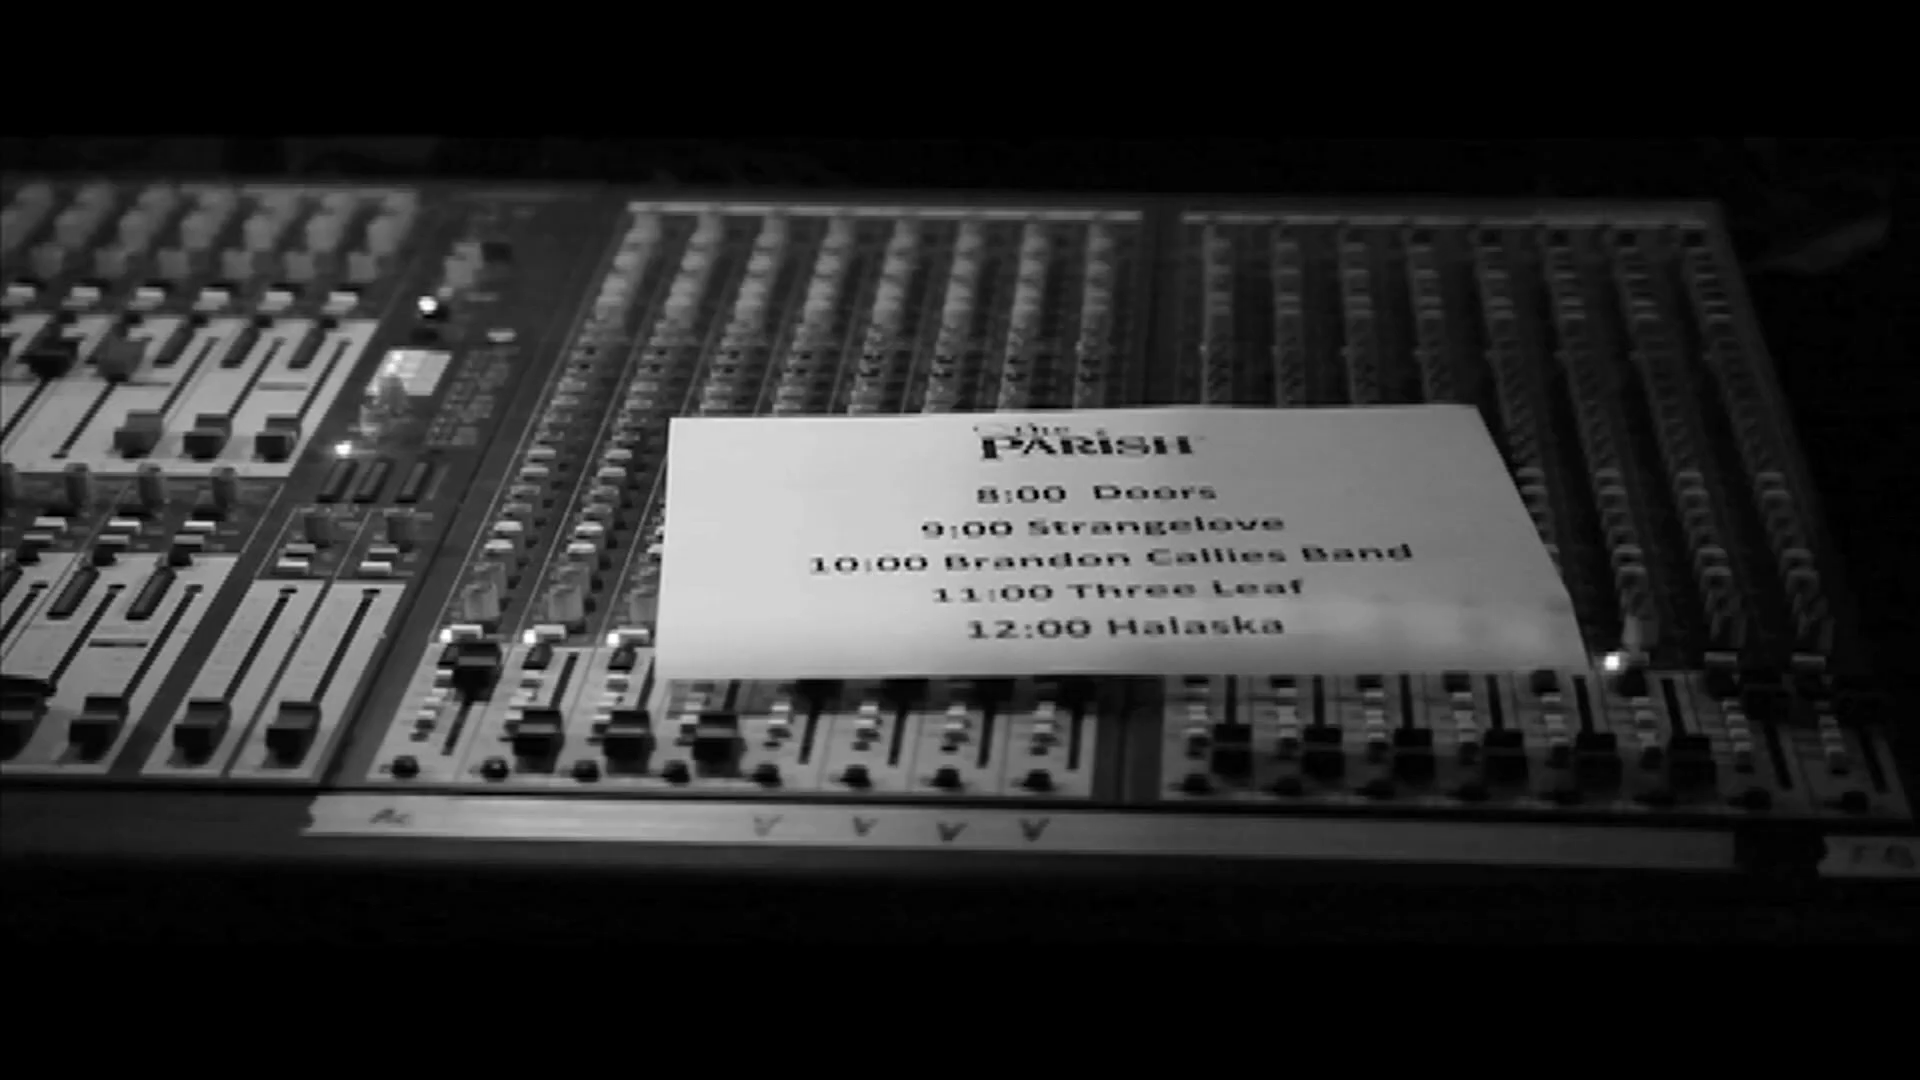 the
PARISH
8:00 Doors
9:00 Strangelove
10:00 Brandon Callies Band
11:00 Three Leaf
12:00 Halaska
Ac
V V V V